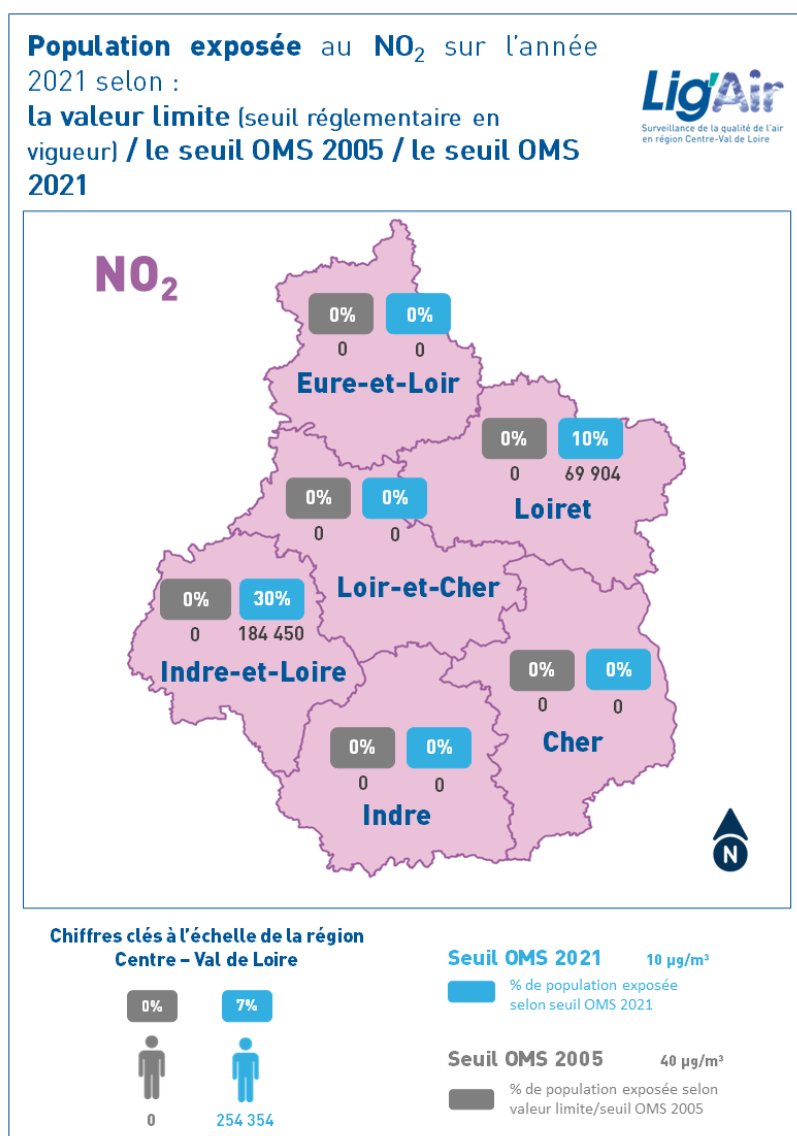 Population exposée au NO₂ sur l'année
2021 selon :
la valeur limite (seuil réglementaire en
vigueur) / le seuil OMS 2005 / le seuil OMS
2021
Lig'Air
Surveillance de la qualité de l'air
en région Centre-Val de Loire
NO₂
0% 0%
0 0
Eure-et-Loir
0% 10%
0 69 904
Loiret
0% 0%
0 0
Loir-et-Cher
0% 30%
0 184 450
Indre-et-Loire
0% 0%
0 0
Cher
0% 0%
0 0
Indre
N
Chiffres clés à l'échelle de la région
Centre – Val de Loire
0% 7%
0 254 354
Seuil OMS 2021 10 µg/m³
% de population exposée
selon seuil OMS 2021
Seuil OMS 2005 40 µg/m³
% de population exposée selon
valeur limite/seuil OMS 2005